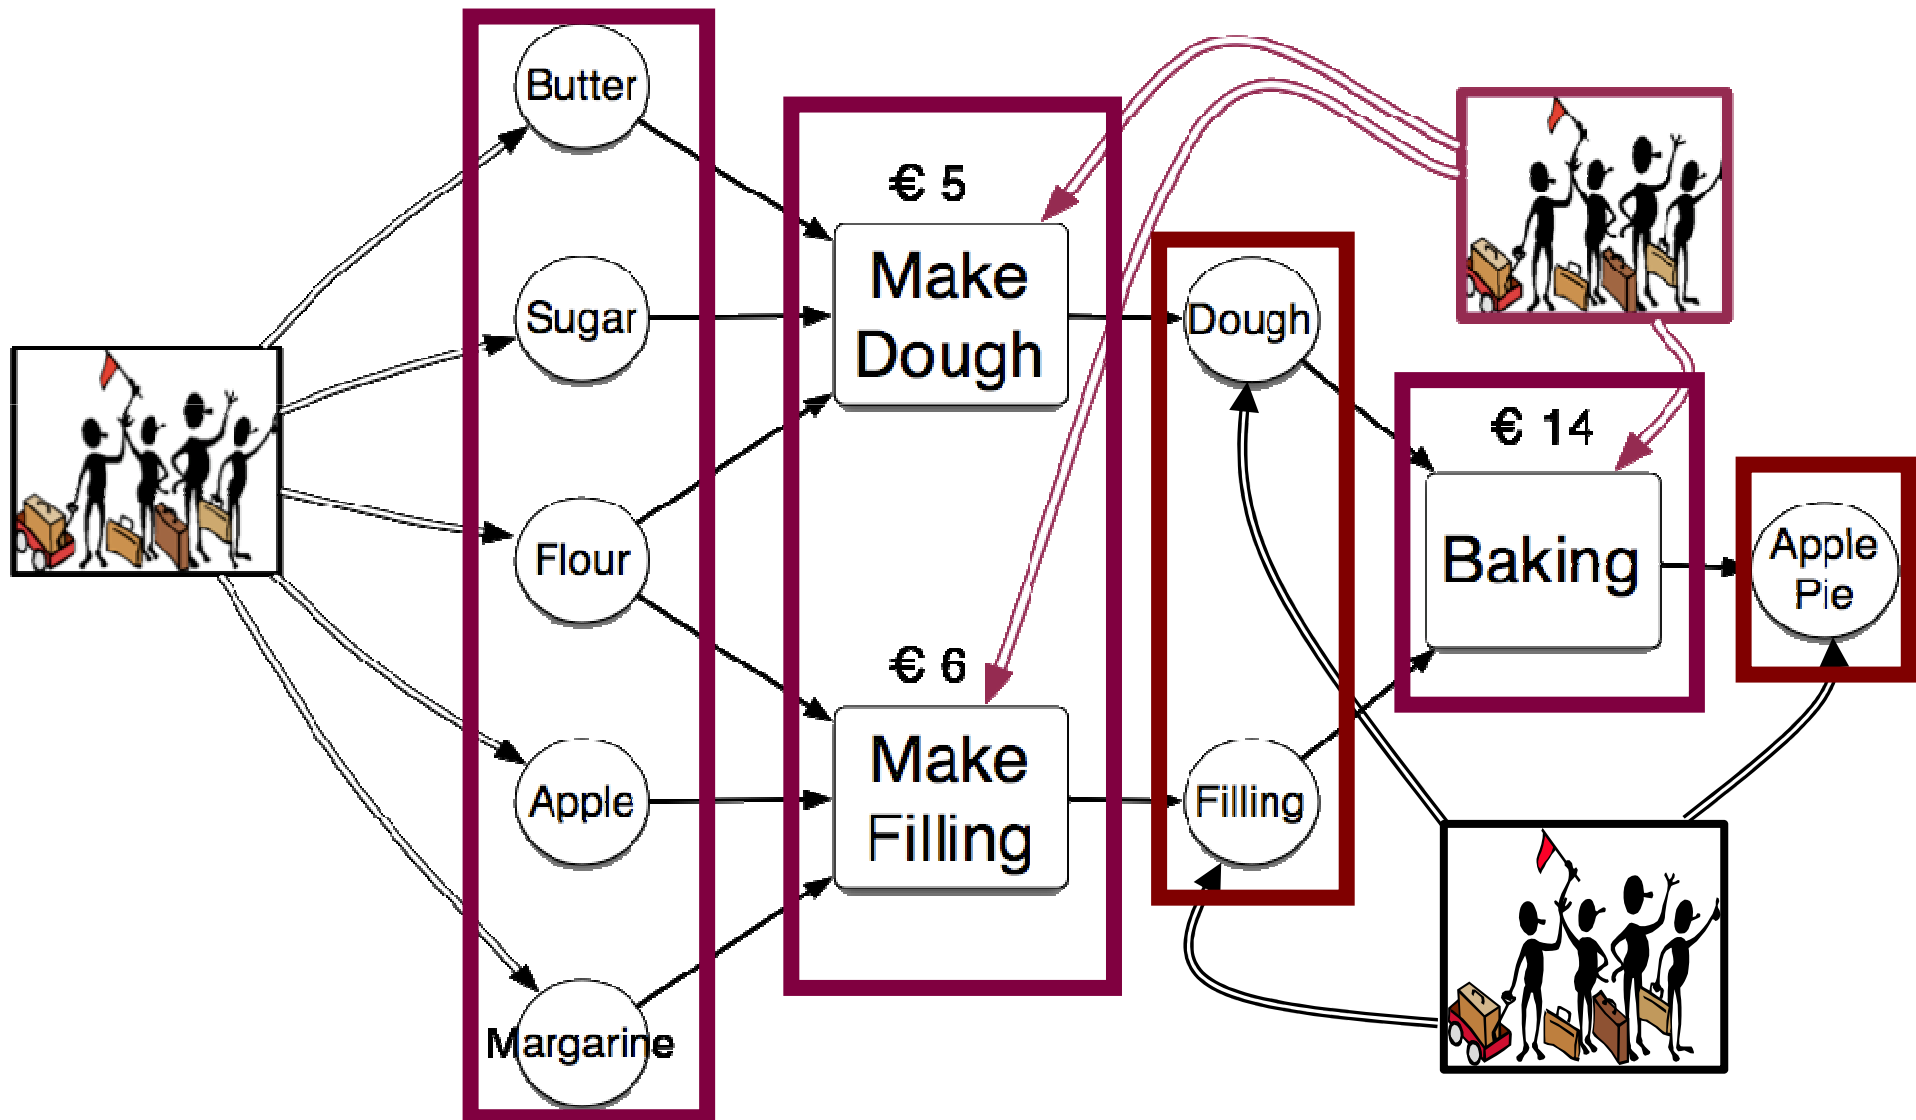 Butter
Sugar
Flour
Apple
Margarine
€ 5
Make
Dough
€ 6
Make
Filling
Dough
Filling
€ 14
Baking
Apple
Pie